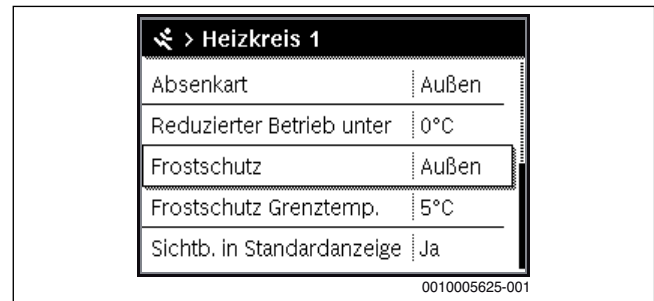 > Heizkreis 1
Absenkart Außen
Reduzierter Betrieb unter 0°C
Frostschutz Außen
Frostschutz Grenztemp. 5°C
Sichtb. in Standardanzeige Ja
0010005625-001